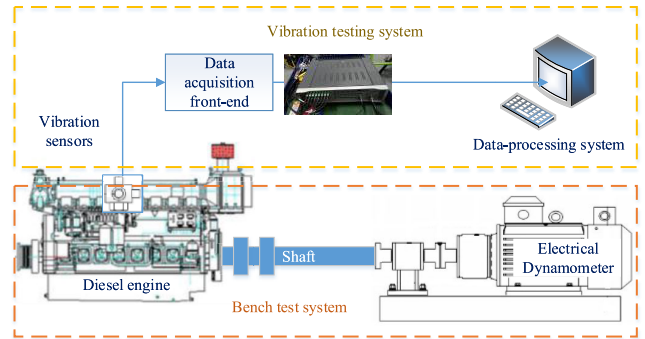 Vibration testing system
Data
acquisition
front-end
Vibration
sensors
Data-processing system
Shaft
Electrical
Dynamometer
Diesel engine
Bench test system